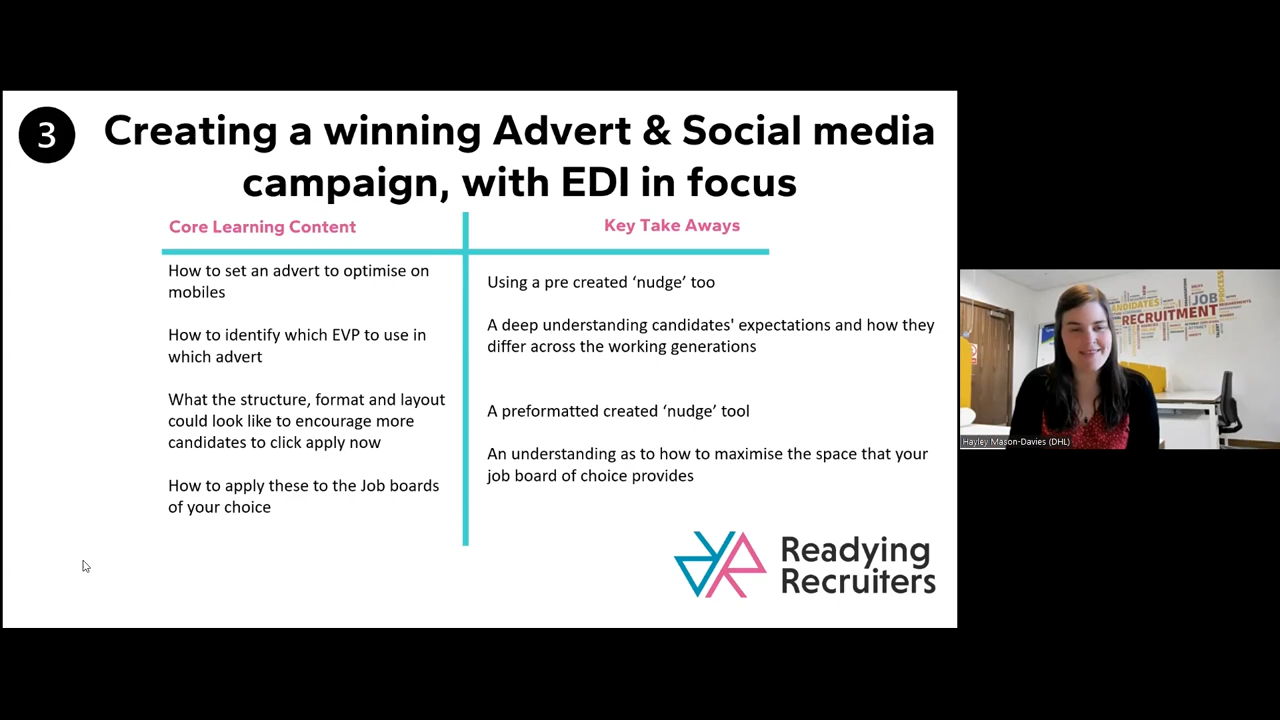 3
Creating a winning Advert & Social media
campaign, with EDI in focus
Core Learning Content
Key Take Aways
How to set an advert to optimise on
mobiles
How to identify which EVP to use in
which advert
What the structure, format and layout
could look like to encourage more
candidates to click apply now
How to apply these to the Job boards
of your choice
Using a pre created ‘nudge’ too
A deep understanding candidates' expectations and how they
differ across the working generations
A preformatted created ‘nudge’ tool
An understanding as to how to maximise the space that your
job board of choice provides
Readying
Recruiters
CANDIDATES
JOB
PROCESS
RECRUITMENT
Hayley Mason-Davies (DHL)